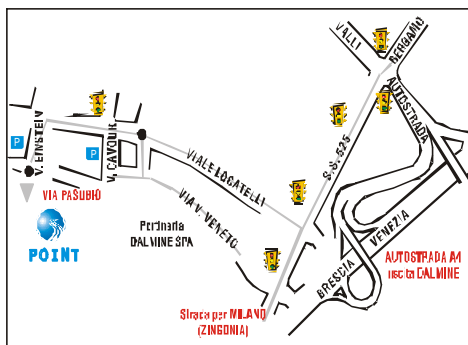 VALLI
BERGAMO
AUTOSTRADA
P
V. EINSTEIN
P
V. CAVOUR
VIALE LOCATELLI
S.S. 525
VIA PASUBIO
VIA V. VENETO
POINT
DALMINE SPA
BRESCIA VENEZIA
AUTOSTRADA A4
uscita DALMINE
Strada per MILANO
(ZINGONIA)